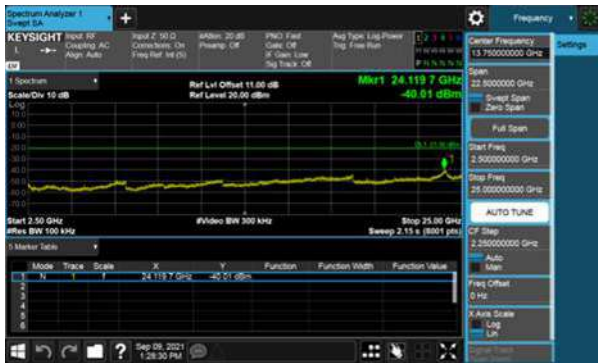 Spectrum Analyzer 1
Swept SA
Frequency
KEYSIGHT
Input: RF
Coupling: AC
Align: Auto
Input Z: 50 Ω
Corrections: On
Freq Ref: Int (S)
#Atten: 20 dB
Preamp: Off
PNO: Fast
Gate: Off
IF Gain: Low
Sig Track: Off
Avg Type: Log-Power
Trig: Free Run
1 Spectrum
Scale/Div 10 dB
Ref Lvl Offset 11.00 dB
Ref Level 20.00 dBm
Mkr1 24.119 7 GHz
-40.01 dBm
Log
Start 2.50 GHz
#Res BW 100 kHz
#Video BW 300 kHz
Stop 25.00 GHz
Sweep 2.15 s (8001 pts)
5 Marker Table
Mode Trace Scale X Y Function Function Width Function Value
1 N 1 f 24.119 7 GHz -40.01 dBm
2
3
4
5
6
Sep 09, 2021
1:28:30 PM
Center Frequency
13.750000000 GHz
Settings
Span
22.5000000 GHz
Swept Span
Zero Span
Full Span
Start Freq
2.500000000 GHz
Stop Freq
25.000000000 GHz
AUTO TUNE
CF Step
2.250000000 GHz
Auto
Man
Freq Offset
0 Hz
X Axis Scale
Log
Lin